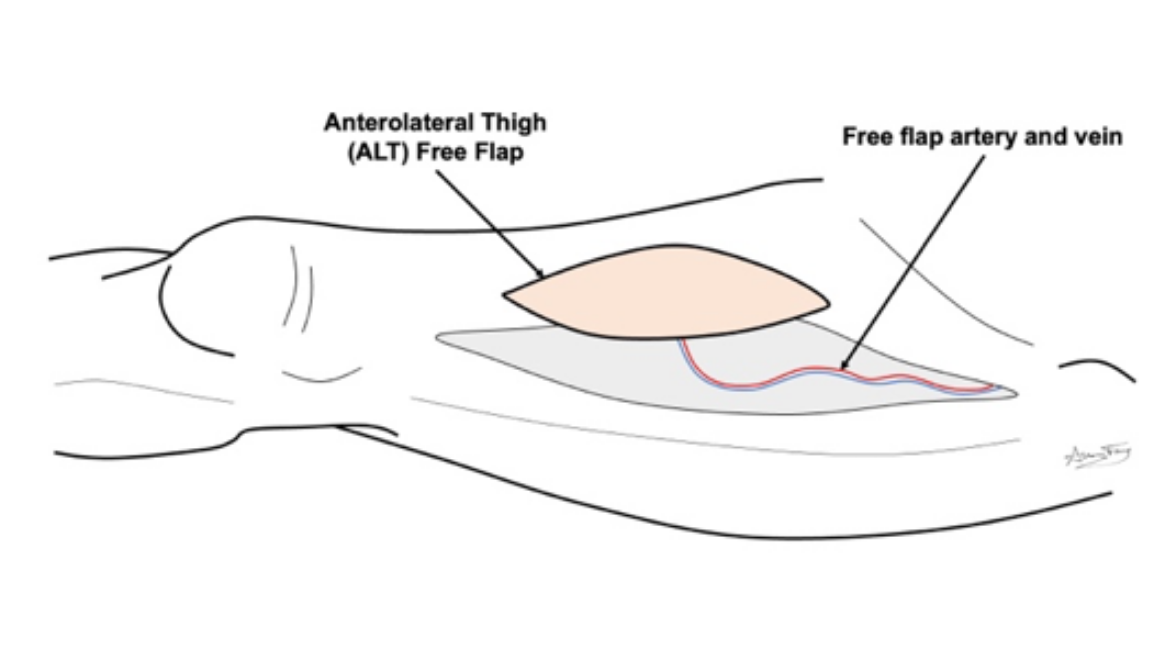 Anterolateral Thigh
(ALT) Free Flap
Free flap artery and vein